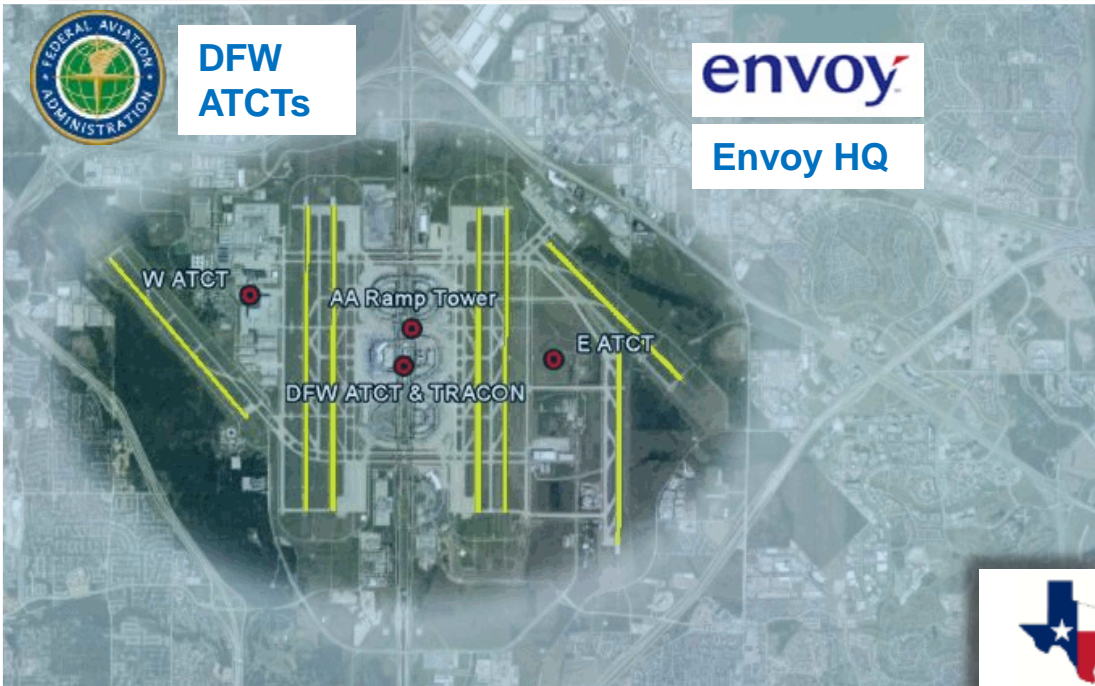 FEDERAL AVIATION
ADMINISTRATION
DFW
ATCTs
envoy
Envoy HQ
W ATCT
AA Ramp Tower
E ATCT
DFW ATCT & TRACON